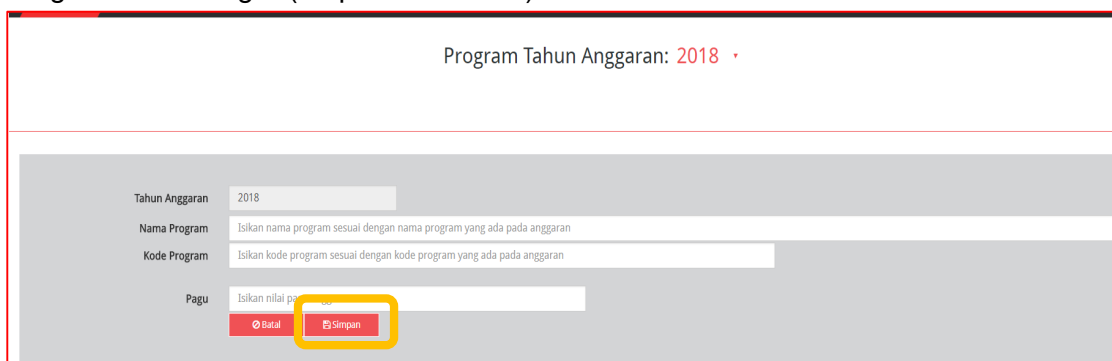 Program Tahun Anggaran: 2018
Tahun Anggaran 2018
Nama Program Isikan nama program sesuai dengan nama program yang ada pada anggaran
Kode Program Isikan kode program sesuai dengan kode program yang ada pada anggaran
Pagu Isikan nilai
Batal Simpan